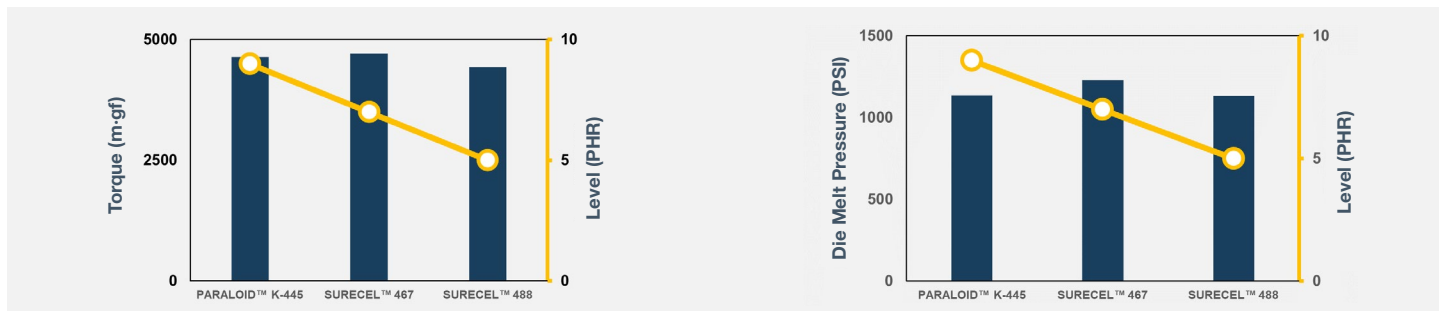 5000
2500
0
Torque (m·gf)
10
5
0
Level (PHR)
PARALOID™ K-445 SURECEL™ 467 SURECEL™ 488
1500
1000
500
0
Die Melt Pressure (PSI)
10
5
0
Level (PHR)
PARALOID™ K-445 SURECEL™ 467 SURECEL™ 488